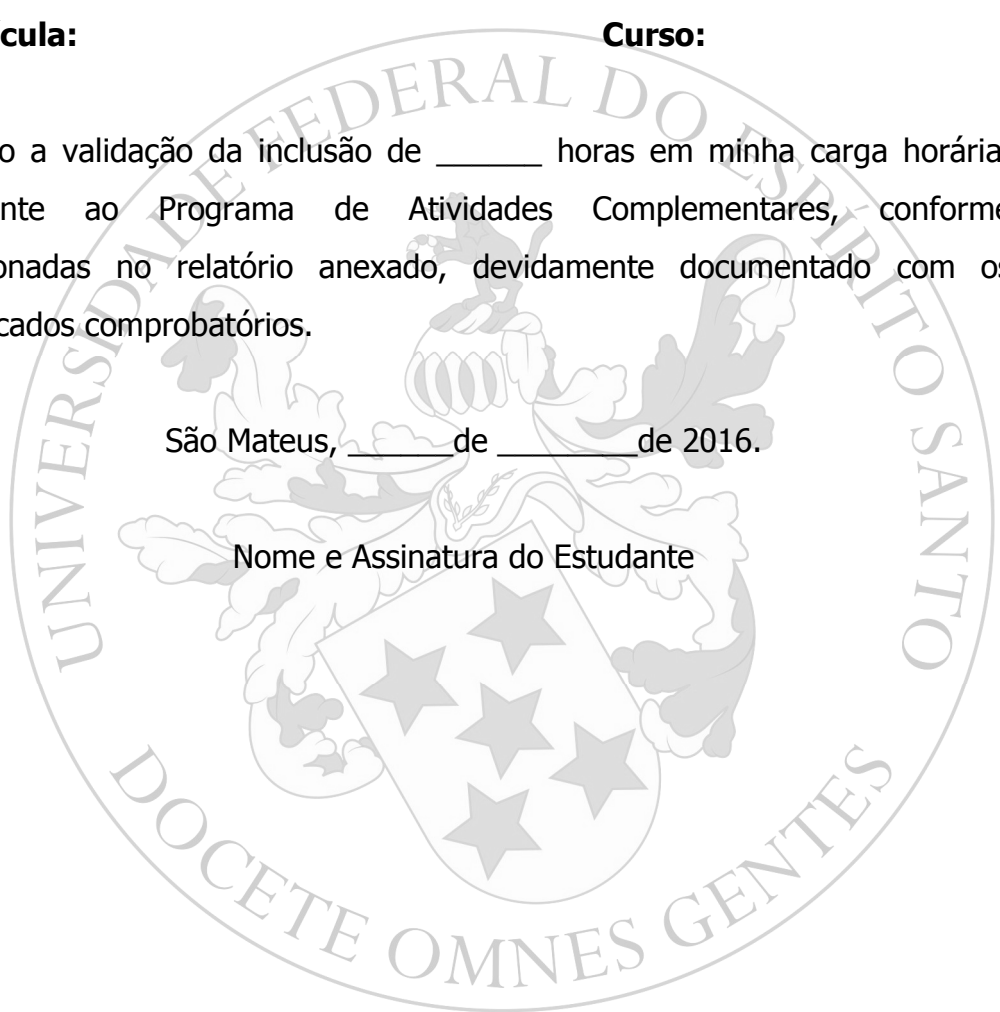 cula: Curso:
o a validação da inclusão de ______ horas em minha carga horária
nte ao Programa de Atividades Complementares, conforme
onadas no relatório anexado, devidamente documentado com os
cados comprobatórios.
São Mateus, ______de ________de 2016.
Nome e Assinatura do Estudante
UNIVERSIDADE FEDERAL DO ESPÍRITO SANTO
DOCETE OMNES GENTES